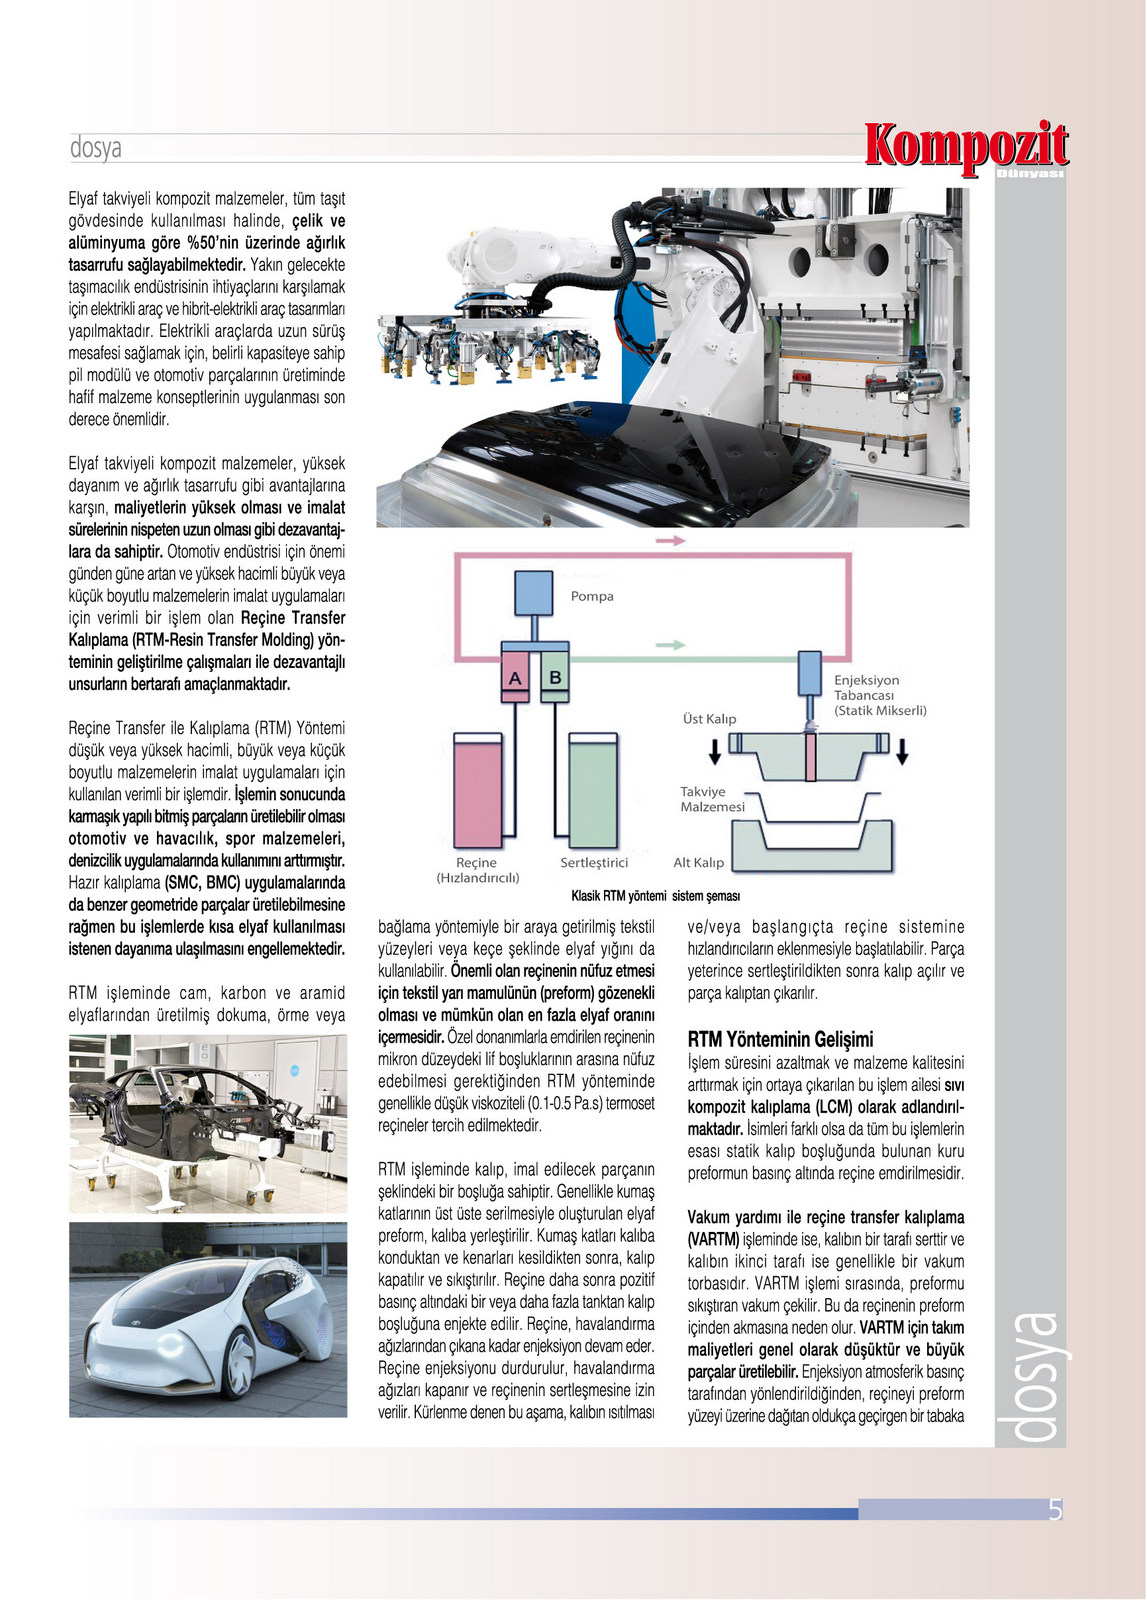 dosya
Kompozit
Dünyası
Elyaf takviyeli kompozit malzemeler, tüm taşıt
gövdesinde kullanılması halinde, çelik ve
alüminyuma göre %50'nin üzerinde ağırlık
tasarrufu sağlayabilmektedir. Yakın gelecekte
taşımacılık endüstrisinin ihtiyaçlarını karşılamak
için elektrikli araç ve hibrit-elektrikli araç tasarımları
yapılmaktadır. Elektrikli araçlarda uzun sürüş
mesafesi sağlamak için, belirli kapasiteye sahip
pil modülü ve otomotiv parçalarının üretiminde
hafif malzeme konseptlerinin uygulanması son
derece önemlidir.
Elyaf takviyeli kompozit malzemeler, yüksek
dayanım ve ağırlık tasarrufu gibi avantajlarına
karşın, maliyetlerin yüksek olması ve imalat
sürelerinin nispeten uzun olması gibi dezavantaj-
lara da sahiptir. Otomotiv endüstrisi için önemi
günden güne artan ve yüksek hacimli büyük veya
küçük boyutlu malzemelerin imalat uygulamaları
için verimli bir işlem olan Reçine Transfer
Kalıplama (RTM-Resin Transfer Molding) yön-
teminin geliştirilme çalışmaları ile dezavantajlı
unsurların bertarafı amaçlanmaktadır.
Reçine Transfer ile Kalıplama (RTM) Yöntemi
düşük veya yüksek hacimli, büyük veya küçük
boyutlu malzemelerin imalat uygulamaları için
kullanılan verimli bir işlemdir. İşlemin sonucunda
karmaşık yapılı bitmiş parçaların üretilebilir olması
otomotiv ve havacılık, spor malzemeleri,
denizcilik uygulamalarında kullanımını arttırmıştır.
Hazır kalıplama (SMC, BMC) uygulamalarında
da benzer geometride parçalar üretilebilmesine
rağmen bu işlemlerde kısa elyaf kullanılması
istenen dayanıma ulaşılmasını engellemektedir.
RTM işleminde cam, karbon ve aramid
elyaflarından üretilmiş dokuma, örme veya
Pompa
A
B
Enjeksiyon
Tabancası
(Statik Mikserli)
Üst Kalıp
Takviye
Malzemesi
Alt Kalıp
Reçine
(Hızlandırıcılı)
Sertleştirici
Klasik RTM yöntemi sistem şeması
bağlama yöntemiyle bir araya getirilmiş tekstil
yüzeyleri veya keçe şeklinde elyaf yığını da
kullanılabilir. Önemli olan reçinenin nüfuz etmesi
için tekstil yarı mamulünün (preform) gözenekli
olması ve mümkün olan en fazla elyaf oranını
içermesidir. Özel donanımlarla emdirilen reçinenin
mikron düzeydeki lif boşluklarının arasına nüfuz
edebilmesi gerektiğinden RTM yönteminde
genellikle düşük viskoziteli (0.1-0.5 Pa.s) termoset
reçineler tercih edilmektedir.
RTM işleminde kalıp, imal edilecek parçanın
şeklindeki bir boşluğa sahiptir. Genellikle kumaş
katlarının üst üste serilmesiyle oluşturulan elyaf
preform, kalıba yerleştirilir. Kumaş katları kalıba
konduktan ve kenarları kesildikten sonra, kalıp
kapatılır ve sıkıştırılır. Reçine daha sonra pozitif
basınç altındaki bir veya daha fazla tanktan kalıp
boşluğuna enjekte edilir. Reçine, havalandırma
ağızlarından çıkana kadar enjeksiyon devam eder.
Reçine enjeksiyonu durdurulur, havalandırma
ağızları kapanır ve reçinenin sertleşmesine izin
verilir. Kürlenme denen bu aşama, kalıbın ısıtılması
ve/veya başlangıçta reçine sistemine
hızlandırıcıların eklenmesiyle başlatılabilir. Parça
yeterince sertleştirildikten sonra kalıp açılır ve
parça kalıptan çıkarılır.
RTM Yönteminin Gelişimi
İşlem süresini azaltmak ve malzeme kalitesini
arttırmak için ortaya çıkarılan bu işlem ailesi sıvı
kompozit kalıplama (LCM) olarak adlandırıl-
maktadır. İsimleri farklı olsa da tüm bu işlemlerin
esası statik kalıp boşluğunda bulunan kuru
preformun basınç altında reçine emdirilmesidir.
Vakum yardımı ile reçine transfer kalıplama
(VARTM) işleminde ise, kalıbın bir tarafı serttir ve
kalıbın ikinci tarafı ise genellikle bir vakum
torbasıdır. VARTM işlemi sırasında, preformu
sıkıştıran vakum çekilir. Bu da reçinenin preform
içinden akmasına neden olur. VARTM için takım
maliyetleri genel olarak düşüktür ve büyük
parçalar üretilebilir. Enjeksiyon atmosferik basınç
tarafından yönlendirildiğinden, reçineyi preform
yüzeyi üzerine dağıtan oldukça geçirgen bir tabaka
dosya
5